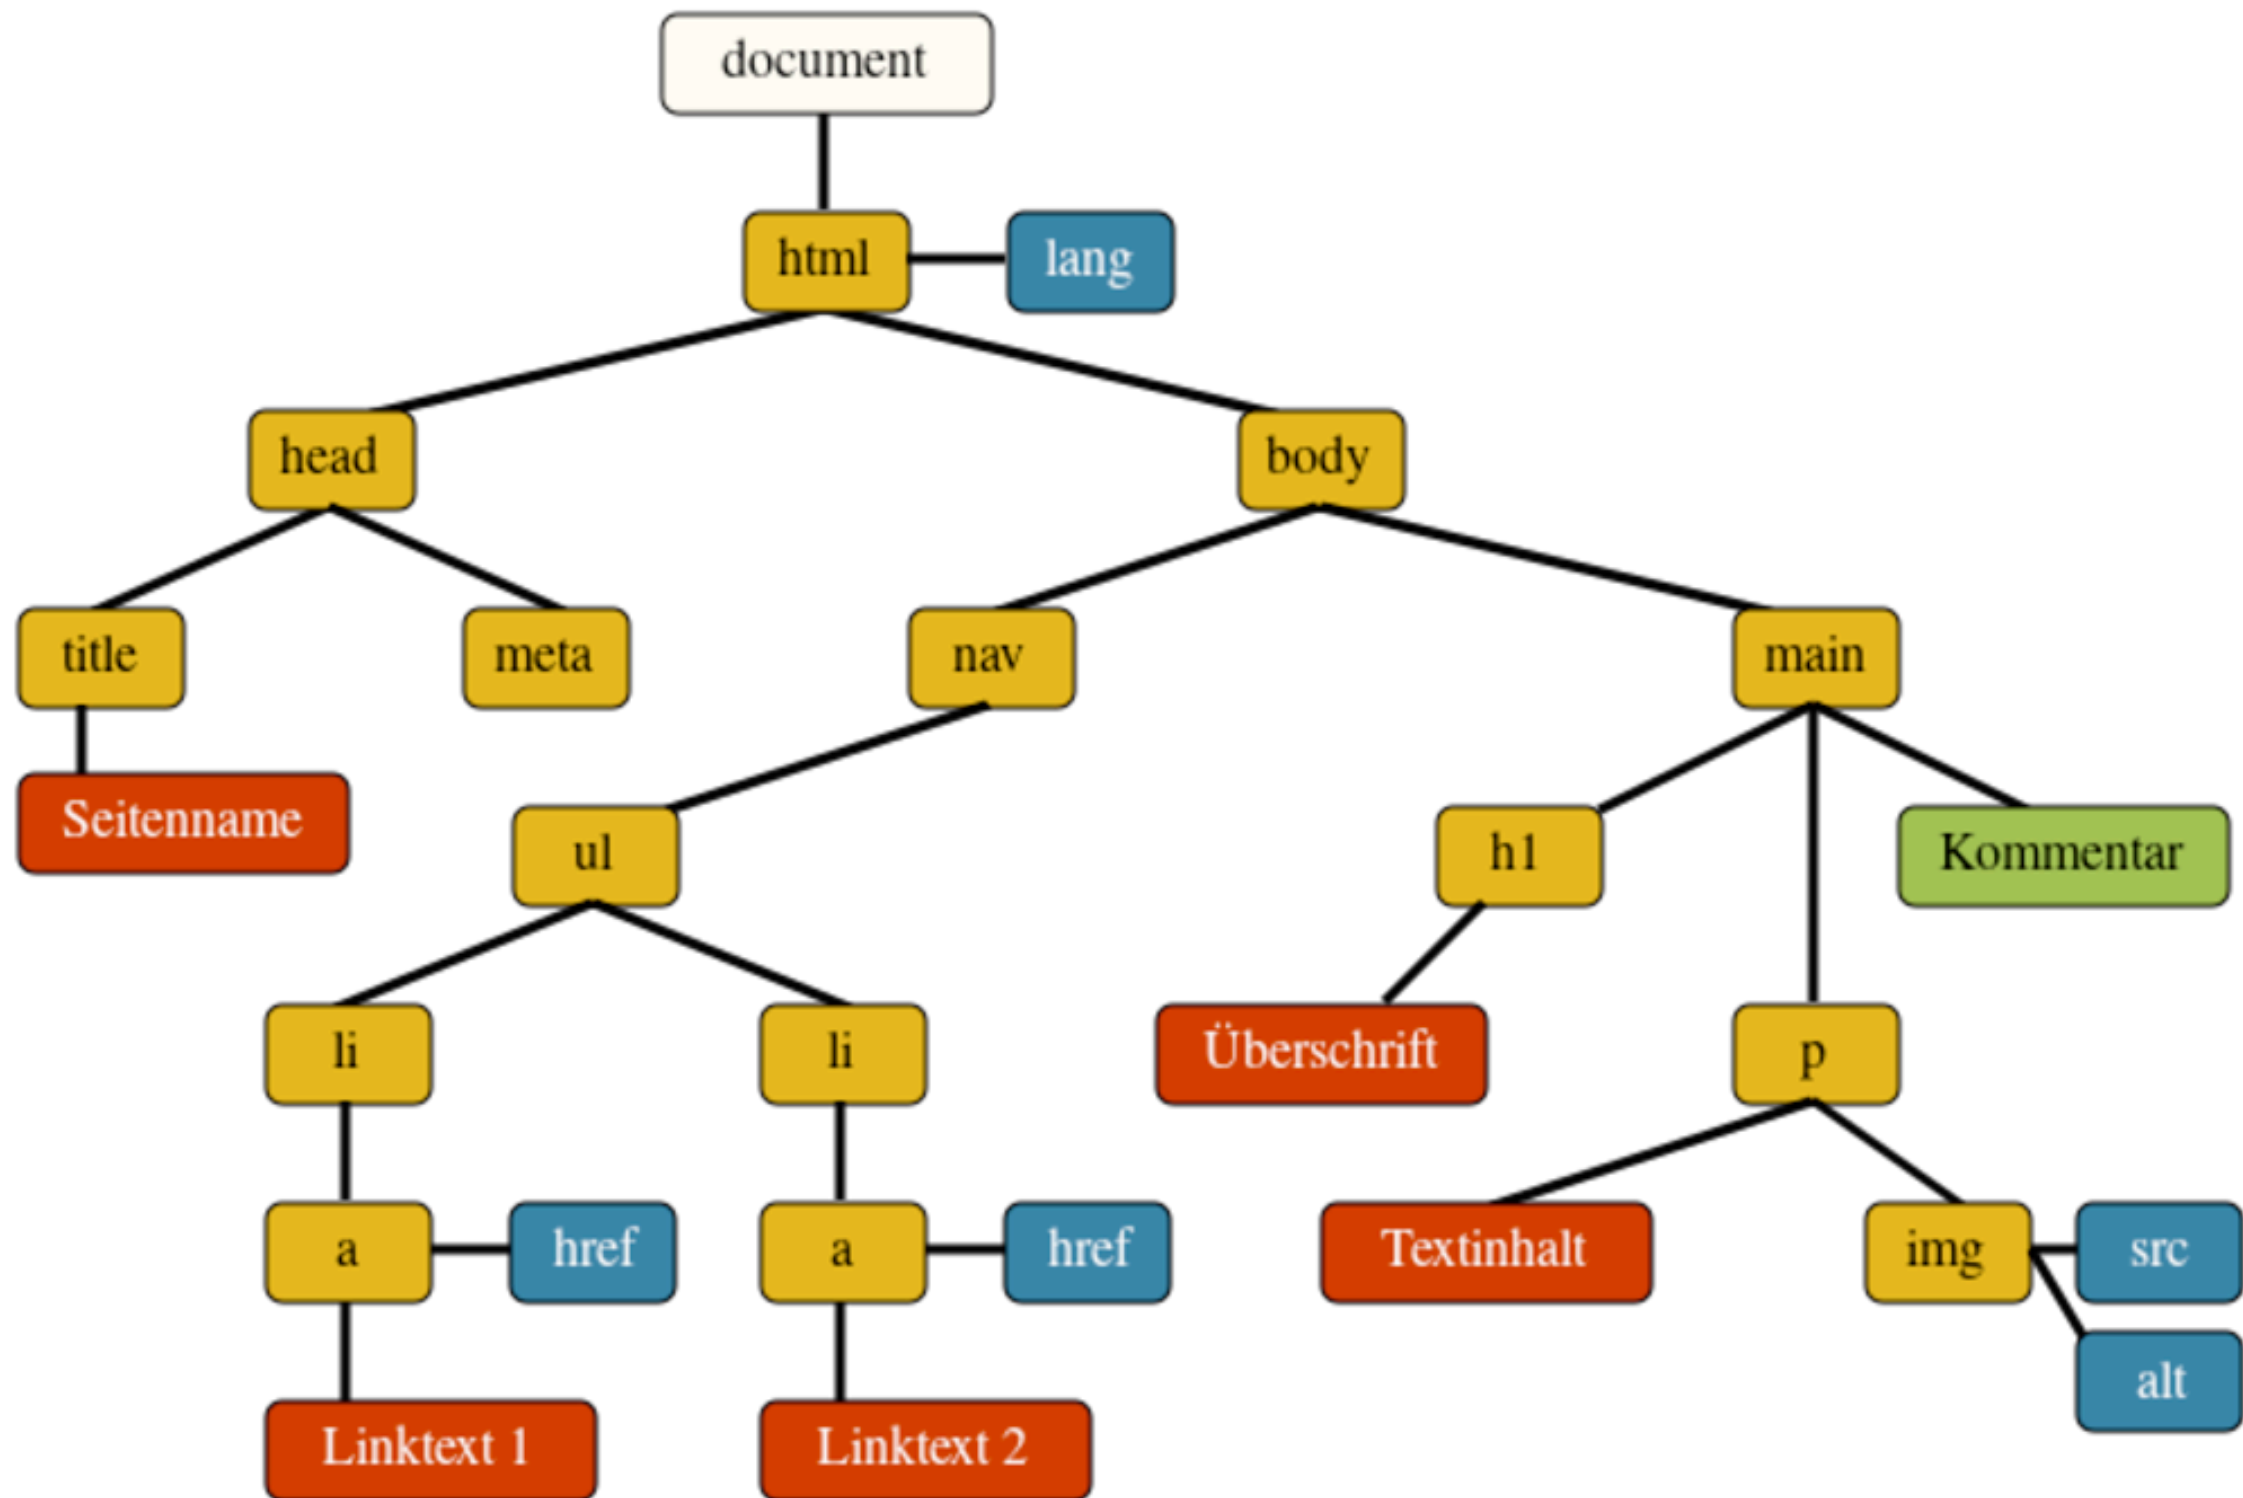 document
html
lang
head
body
title
meta
nav
main
Seitenname
ul
h1
Kommentar
li
li
Überschrift
p
a
href
a
href
Textinhalt
img
src
alt
Linktext 1
Linktext 2